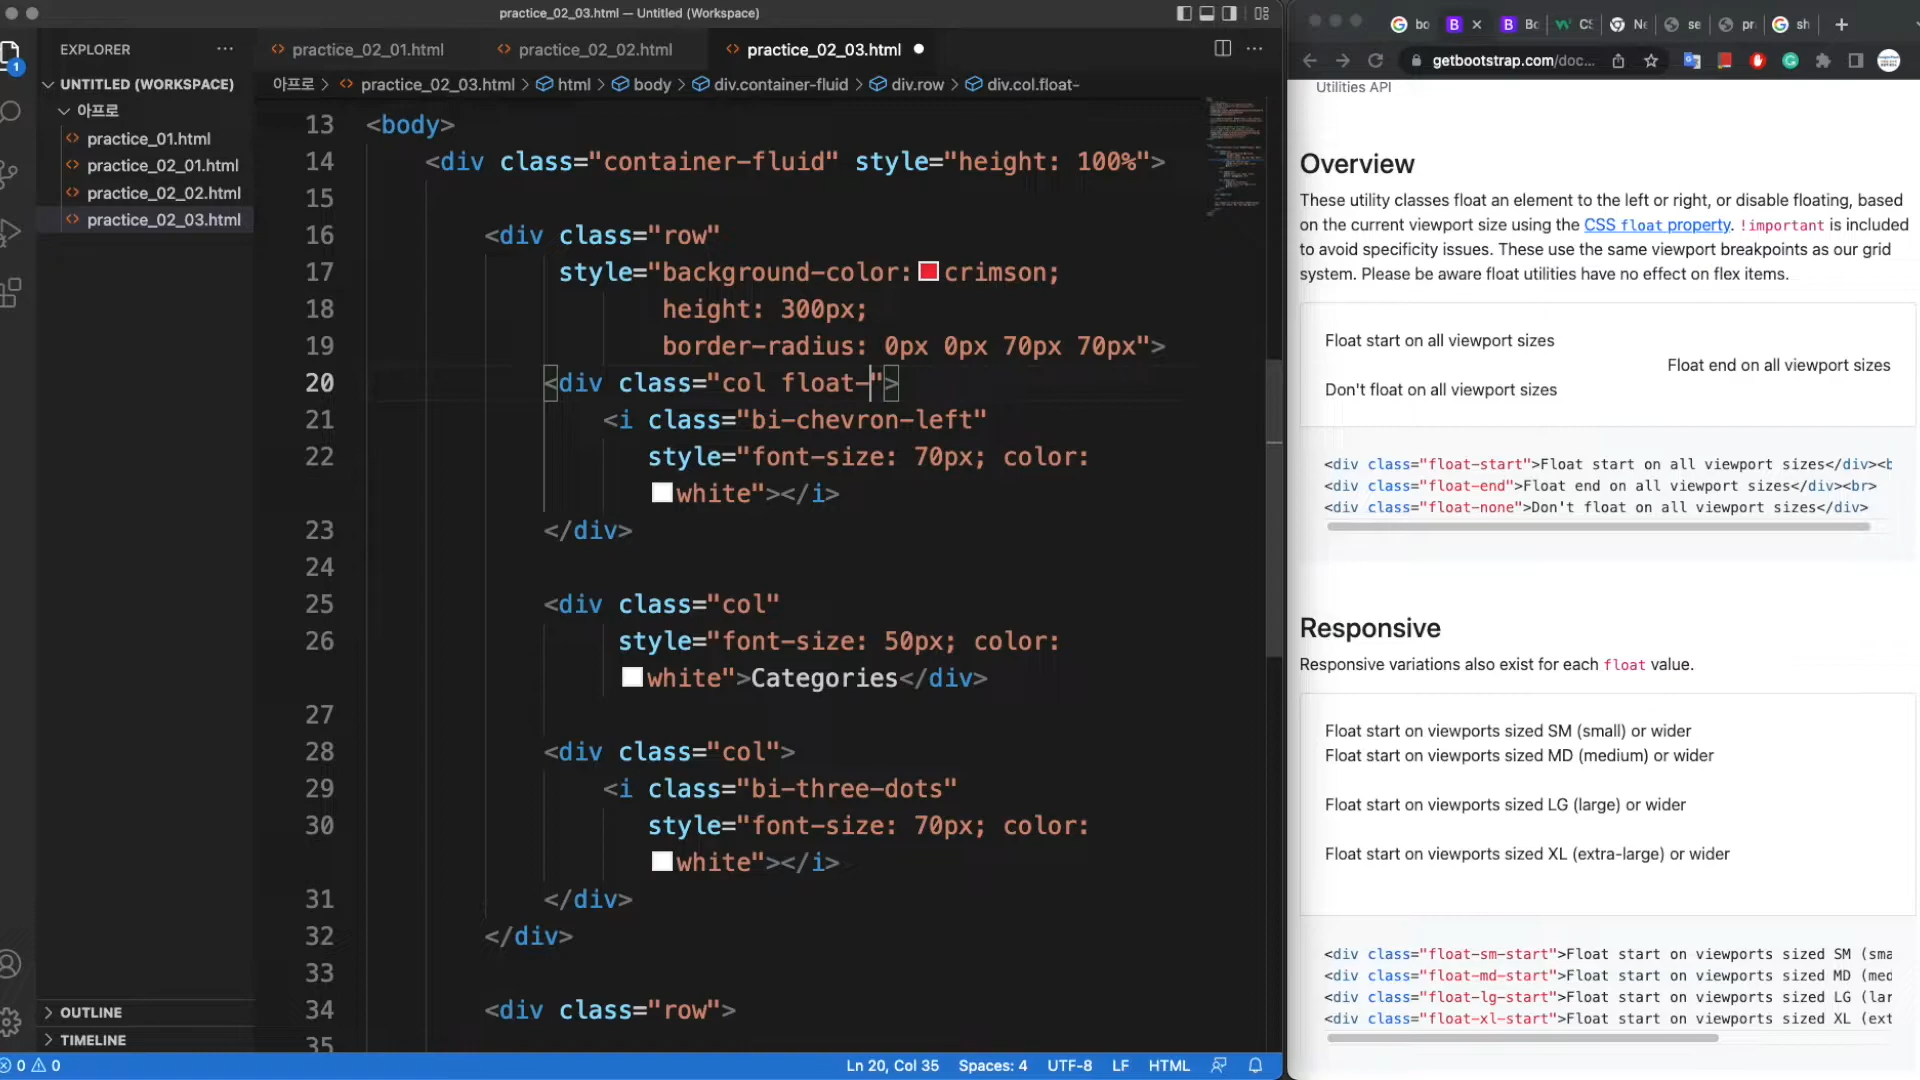 practice_02_03.html — Untitled (Workspace)
EXPLORER
UNTITLED (WORKSPACE)
아프로
practice_01.html
practice_02_01.html
practice_02_02.html
practice_02_03.html
OUTLINE
TIMELINE
1
practice_02_01.html practice_02_02.html practice_02_03.html
아프로 > practice_02_03.html > html > body > div.container-fluid > div.row > div.col.float-
13 <body>
14 <div class="container-fluid" style="height: 100%">
15
16 <div class="row"
17 style="background-color: crimson;
18 height: 300px;
19 border-radius: 0px 0px 70px 70px">
20 <div class="col float-">
21 <i class="bi-chevron-left"
22 style="font-size: 70px; color:
white"></i>
23 </div>
24
25 <div class="col"
26 style="font-size: 50px; color:
white">Categories</div>
27
28 <div class="col">
29 <i class="bi-three-dots"
30 style="font-size: 70px; color:
white"></i>
31 </div>
32 </div>
33
34 <div class="row">
35
0 0
Ln 20, Col 35 Spaces: 4 UTF-8 LF HTML
bo Bo CS Ne se pr sh
getbootstrap.com/doc...
Utilities API
Overview
These utility classes float an element to the left or right, or disable floating, based
on the current viewport size using the CSS float property. !important is included
to avoid specificity issues. These use the same viewport breakpoints as our grid
system. Please be aware float utilities have no effect on flex items.
Float start on all viewport sizes
Float end on all viewport sizes
Don't float on all viewport sizes
<div class="float-start">Float start on all viewport sizes</div><b
<div class="float-end">Float end on all viewport sizes</div><br>
<div class="float-none">Don't float on all viewport sizes</div>
Responsive
Responsive variations also exist for each float value.
Float start on viewports sized SM (small) or wider
Float start on viewports sized MD (medium) or wider
Float start on viewports sized LG (large) or wider
Float start on viewports sized XL (extra-large) or wider
<div class="float-sm-start">Float start on viewports sized SM (sma
<div class="float-md-start">Float start on viewports sized MD (med
<div class="float-lg-start">Float start on viewports sized LG (lar
<div class="float-xl-start">Float start on viewports sized XL (ext